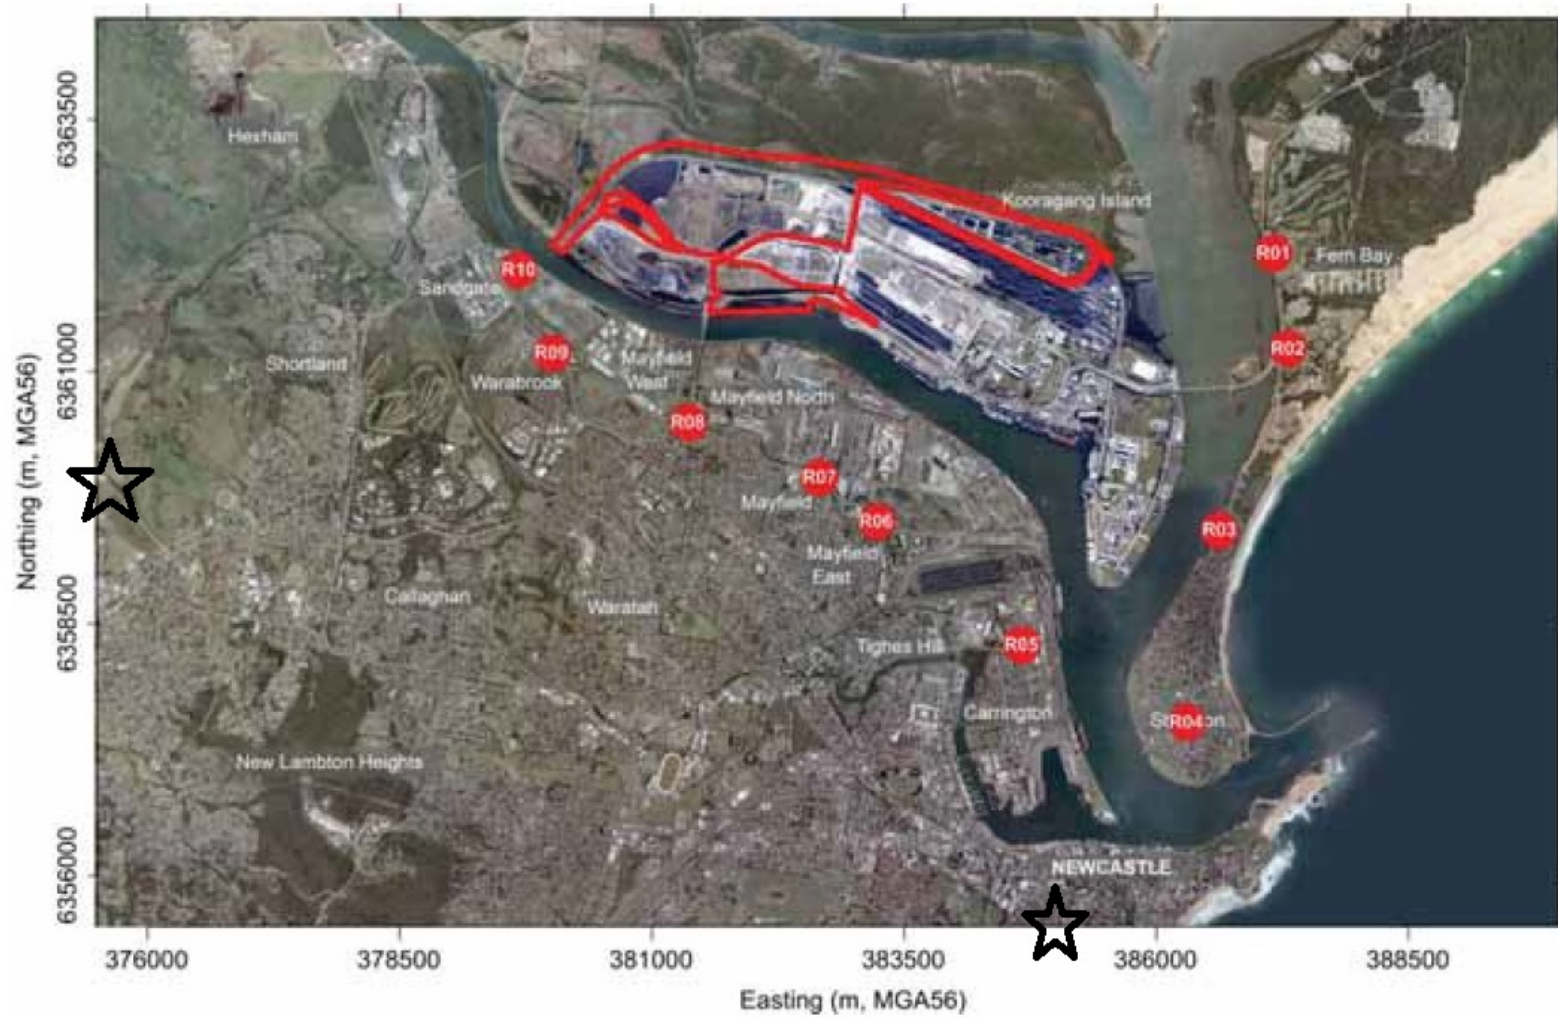 6363500
Hexham
Kooragang Island
R01
Fern Bay
R10
Sandgate
R02
6361000
Shortland
R09
Mayfield
West
Warabrook
Mayfield North
R08
Northing (m, MGA56)
R07
Mayfield
R06
R03
Mayfield
East
6358500
Callaghan
Waratah
Tighes Hill
R05
Carrington
R04
New Lambton Heights
6356000
NEWCASTLE
376000
378500
381000
383500
386000
388500
Easting (m, MGA56)